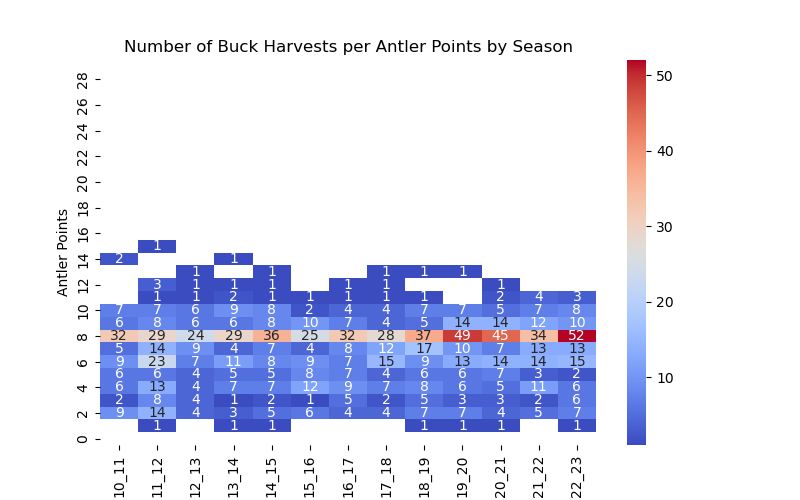 Number of Buck Harvests per Antler Points by Season
Antler Points
28
26
24
22
20
18
16
1
14 2 1
1 1 1 1 1
12 3 1 1 1 1 1 1
1 1 2 1 1 1 1 1 2 4 3
10 7 7 6 9 8 2 4 4 7 7 5 7 8
6 8 6 6 8 10 7 4 5 14 14 12 10
8 32 29 24 29 36 25 32 28 37 49 45 34 52
5 14 9 4 7 4 8 12 17 10 7 13 13
6 9 23 7 11 8 9 7 15 9 13 14 14 15
6 6 4 5 5 8 7 4 6 6 7 3 2
4 6 13 4 7 7 12 9 7 8 6 5 11 6
2 8 4 1 2 1 5 2 5 3 3 2 6
2 9 14 4 3 5 6 4 4 7 7 4 5 7
1 1 1 1 1 1 1
0
10_11 11_12 12_13 13_14 14_15 15_16 16_17 17_18 18_19 19_20 20_21 21_22 22_23
50
40
30
20
10